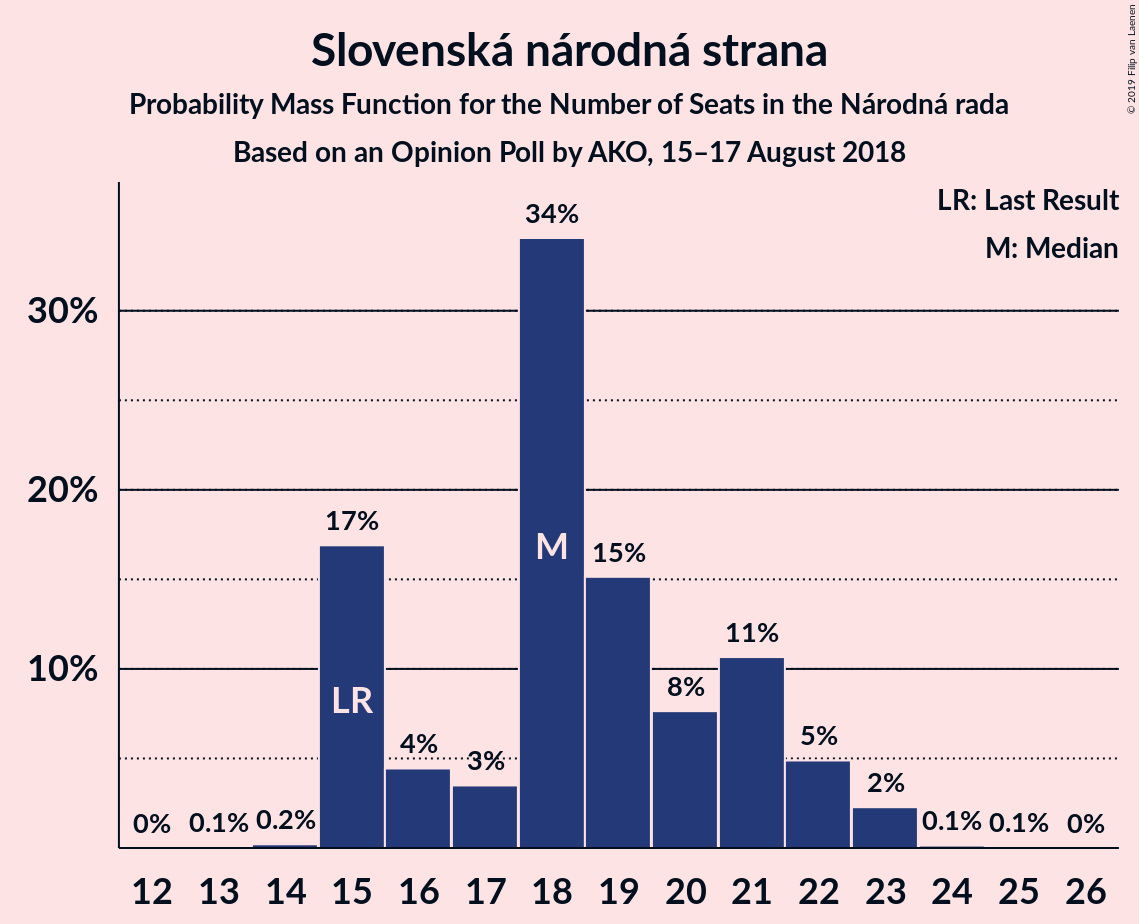 Slovenská národná strana
Probability Mass Function for the Number of Seats in the Národná rada
Based on an Opinion Poll by AKO, 15–17 August 2018
© 2019 Filip van Laenen
LR: Last Result
M: Median
34%
30%
20%
17%
M
15%
11%
10%
LR
8%
4%
3%
5%
2%
0%
0.1%
0.2%
0.1%
0.1%
0%
12 13 14 15 16 17 18 19 20 21 22 23 24 25 26